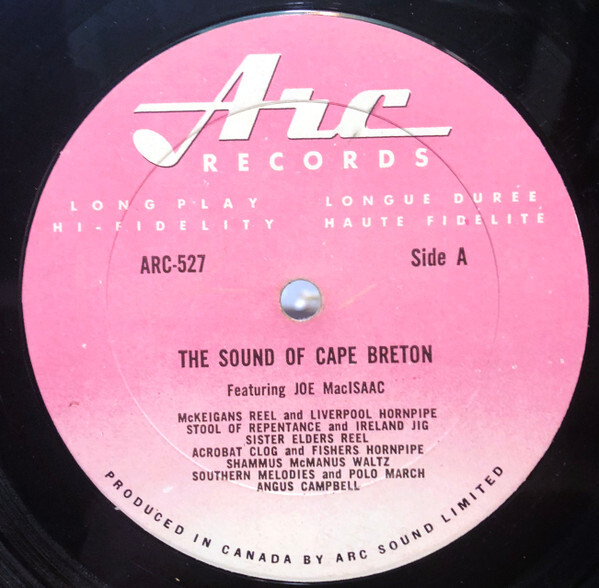 Arc
RECORDS
LONG PLAY
HI-FIDELITY
LONGUE DURÉE
HAUTE FIDELITÉ
ARC-527
Side A
THE SOUND OF CAPE BRETON
Featuring JOE MacISAAC
McKEIGANS REEL and LIVERPOOL HORNPIPE
STOOL OF REPENTANCE and IRELAND JIG
SISTER ELDERS REEL
ACROBAT CLOG and FISHERS HORNPIPE
SHAMMUS McMANUS WALTZ
SOUTHERN MELODIES and POLO MARCH
ANGUS CAMPBELL
PRODUCED IN CANADA BY ARC SOUND LIMITED